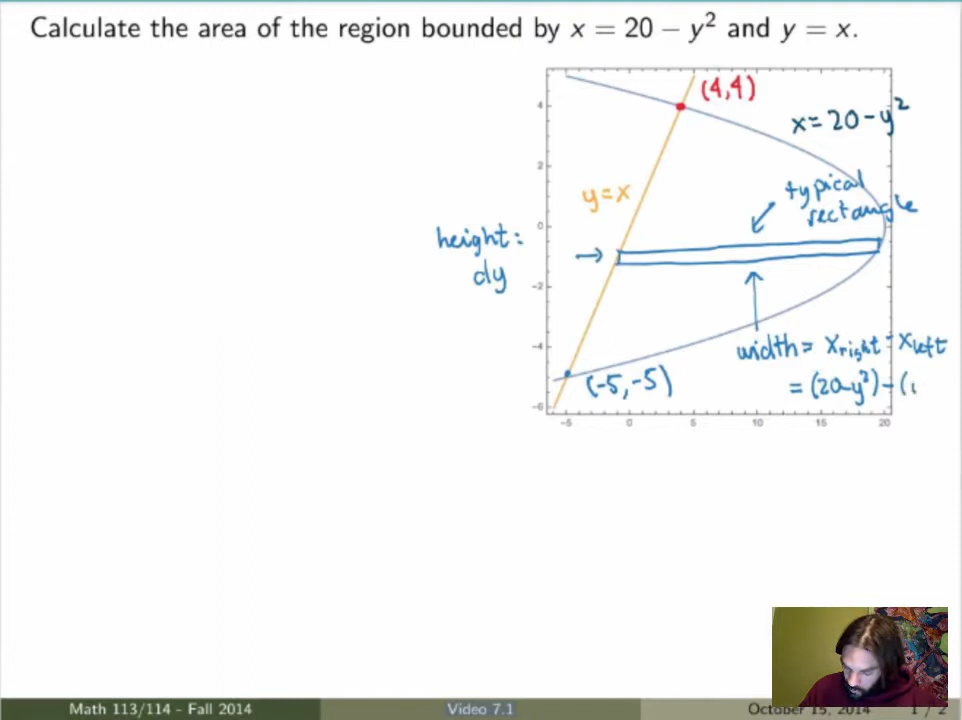 Calculate the area of the region bounded by x = 20 − y² and y = x.
(4,4)
x = 20 - y²
typical
rectangle
y = x
height:
dy
width = x_right - x_left
= (20-y²) - (
(-5,-5)
4
2
0
-2
-4
-6
-5 0 5 10 15 20
Math 113/114 - Fall 2014 Video 7.1 October 15, 2014 1 / 2